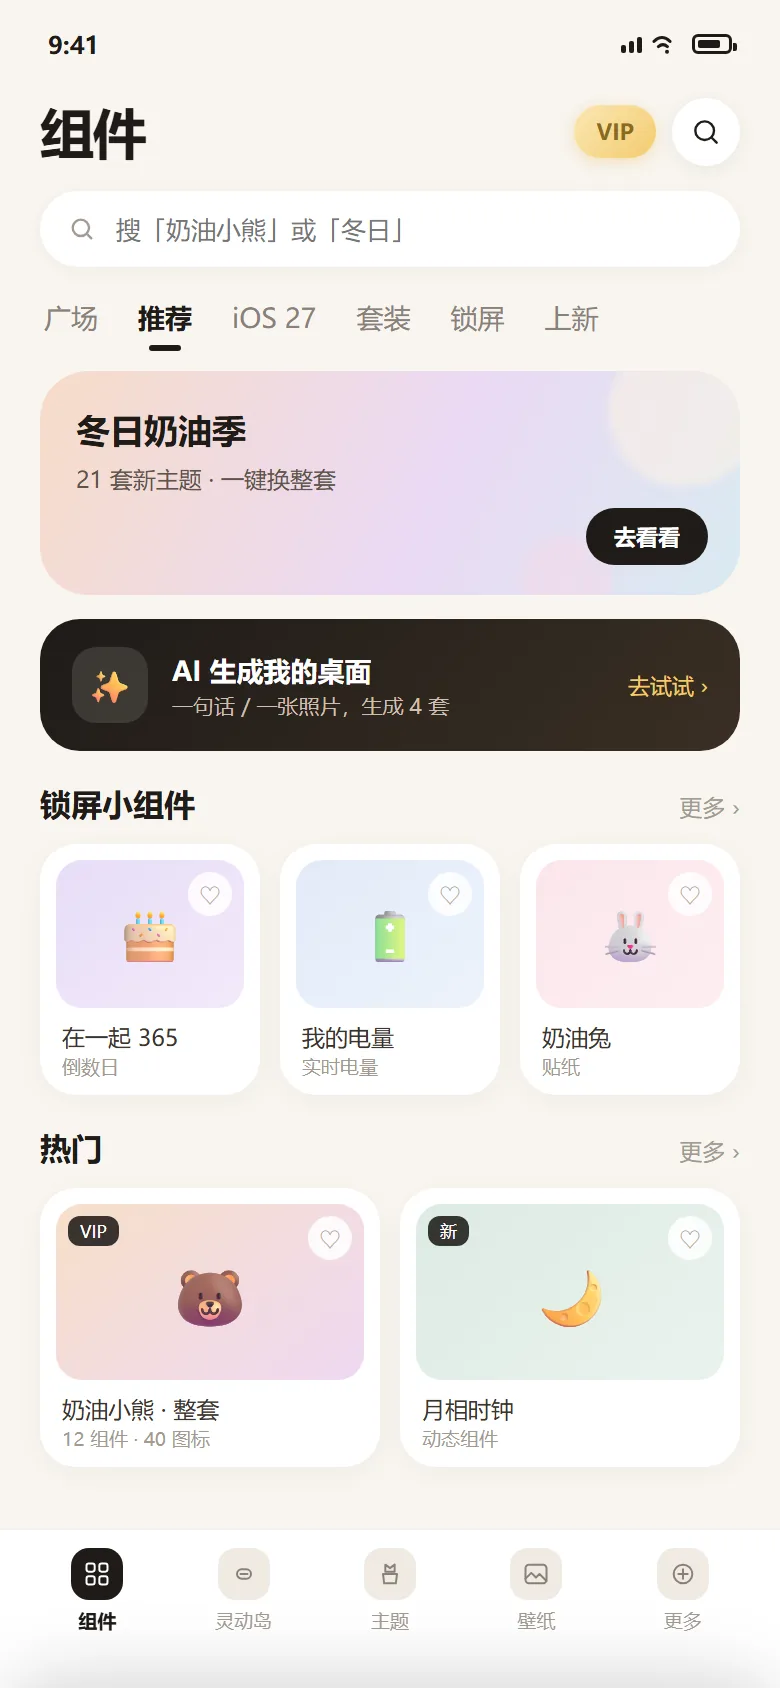 9:41
组件
VIP
搜「奶油小熊」或「冬日」
广场 推荐 iOS 27 套装 锁屏 上新
冬日奶油季
21 套新主题 · 一键换整套
去看看
AI 生成我的桌面
一句话 / 一张照片，生成 4 套
去试试 ›
锁屏小组件
更多 ›
在一起 365
倒数日
我的电量
实时电量
奶油兔
贴纸
热门
更多 ›
VIP
奶油小熊 · 整套
12 组件 · 40 图标
新
月相时钟
动态组件
组件 灵动岛 主题 壁纸 更多